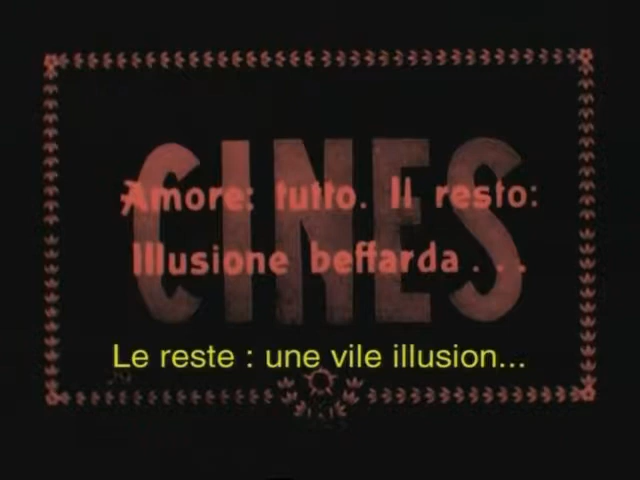 CINES
Amore: tutto. Il resto:
Illusione beffarda...
Le reste : une vile illusion...